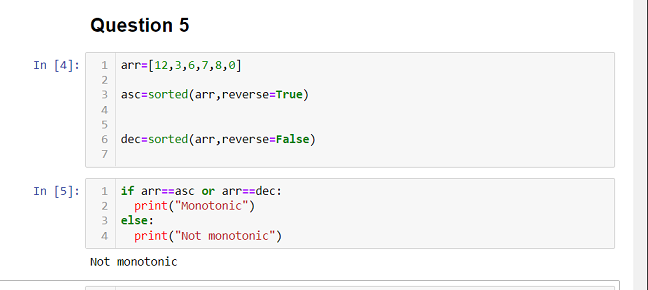 Question 5
In [4]:
1 arr=[12,3,6,7,8,0]
2
3 asc=sorted(arr,reverse=True)
4
5
6 dec=sorted(arr,reverse=False)
7
In [5]:
1 if arr==asc or arr==dec:
2   print("Monotonic")
3 else:
4   print("Not monotonic")
Not monotonic